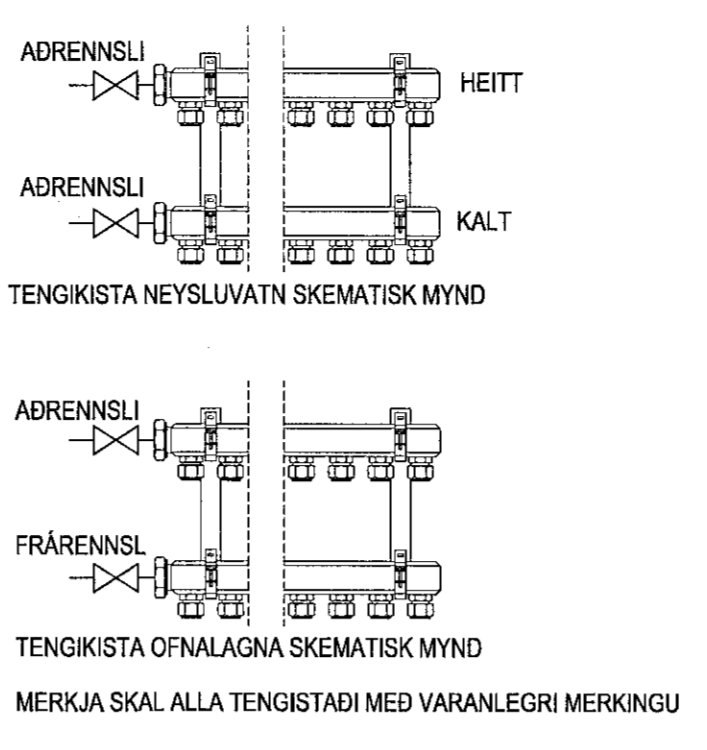 AÐRENNSLI
HEITT
AÐRENNSLI
KALT
TENGIKISTA NEYSLUVATN SKEMATISK MYND
AÐRENNSLI
FRÁRENNSL
TENGIKISTA OFNALAGNA SKEMATISK MYND
MERKJA SKAL ALLA TENGISTAÐI MEÐ VARANLEGRI MERKINGU